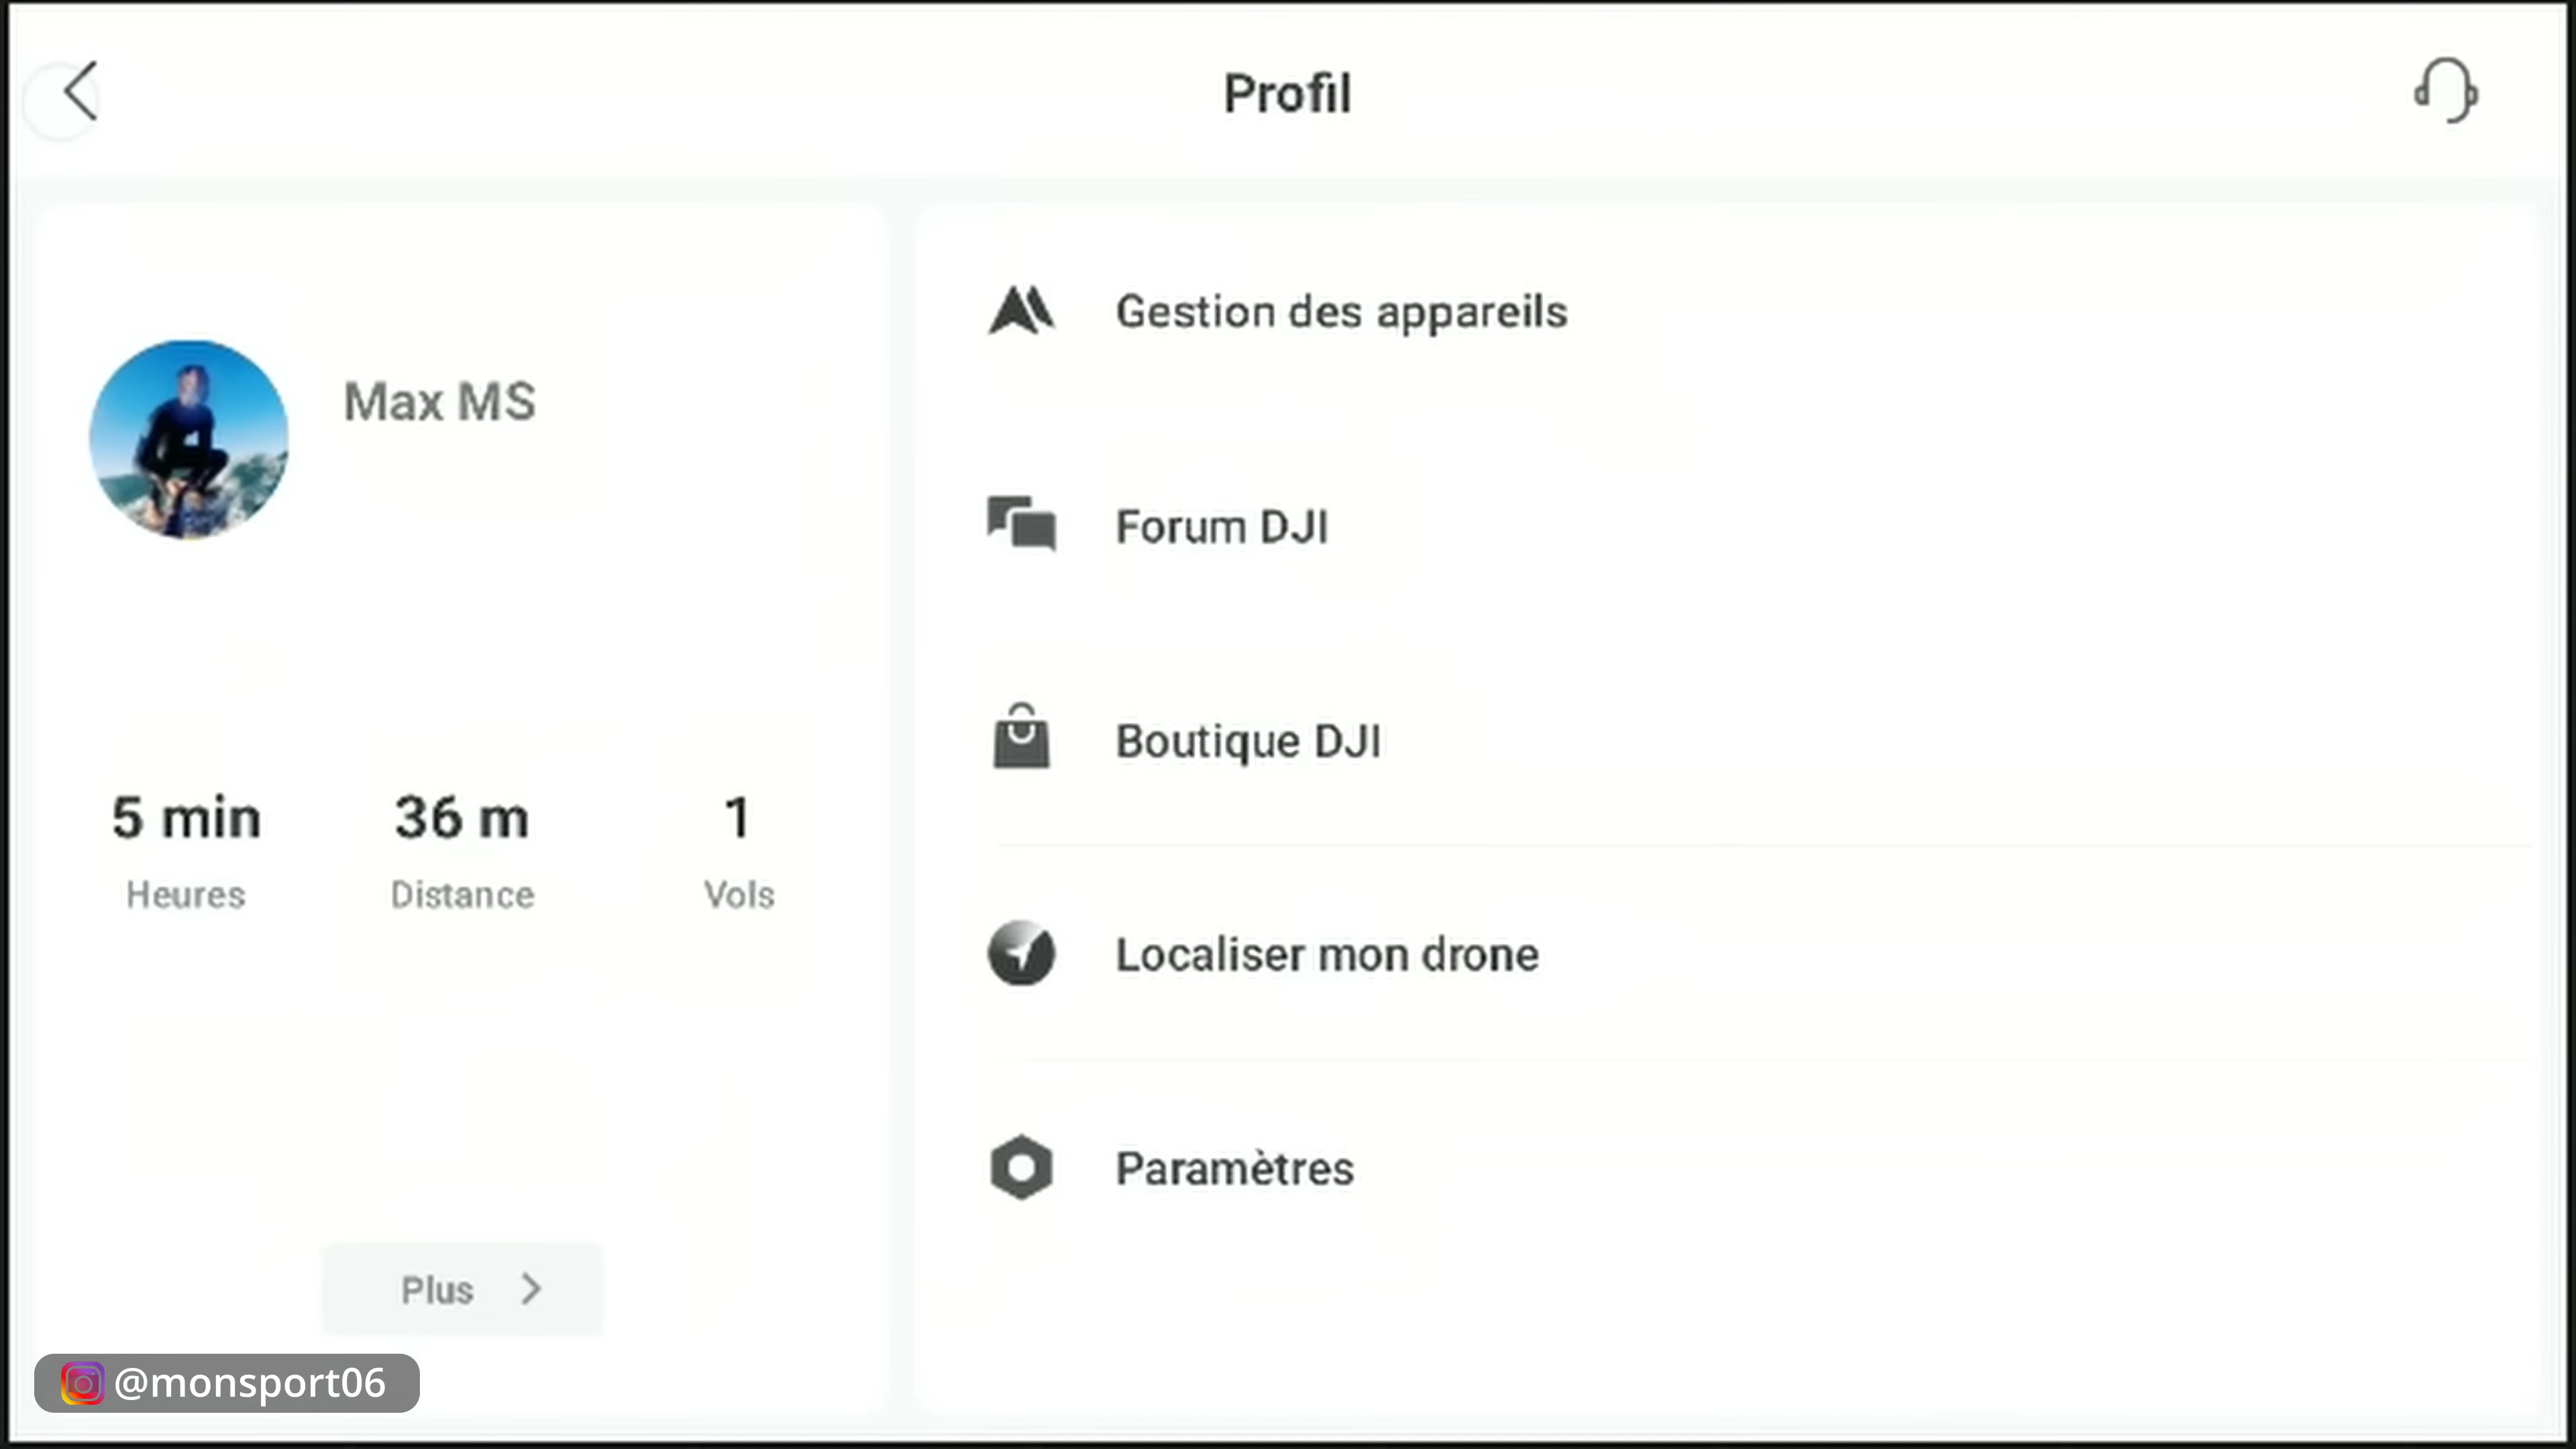 Profil
Max MS
5 min
36 m
1
Heures
Distance
Vols
Plus
Gestion des appareils
Forum DJI
Boutique DJI
Localiser mon drone
Paramètres
@monsport06